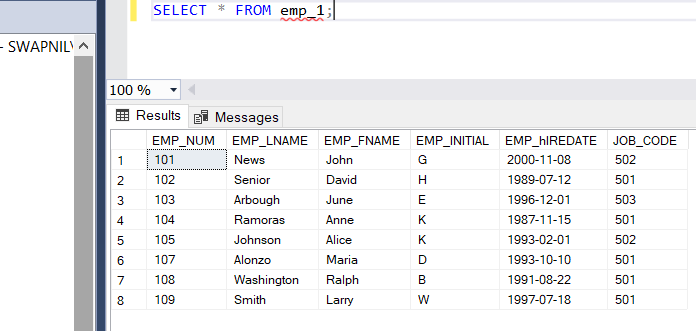 SELECT * FROM emp_1;
- SWAPNILV
100 %
Results Messages
EMP_NUM EMP_LNAME EMP_FNAME EMP_INITIAL EMP_hIREDATE JOB_CODE
1 101 News John G 2000-11-08 502
2 102 Senior David H 1989-07-12 501
3 103 Arbough June E 1996-12-01 503
4 104 Ramoras Anne K 1987-11-15 501
5 105 Johnson Alice K 1993-02-01 502
6 107 Alonzo Maria D 1993-10-10 501
7 108 Washington Ralph B 1991-08-22 501
8 109 Smith Larry W 1997-07-18 501